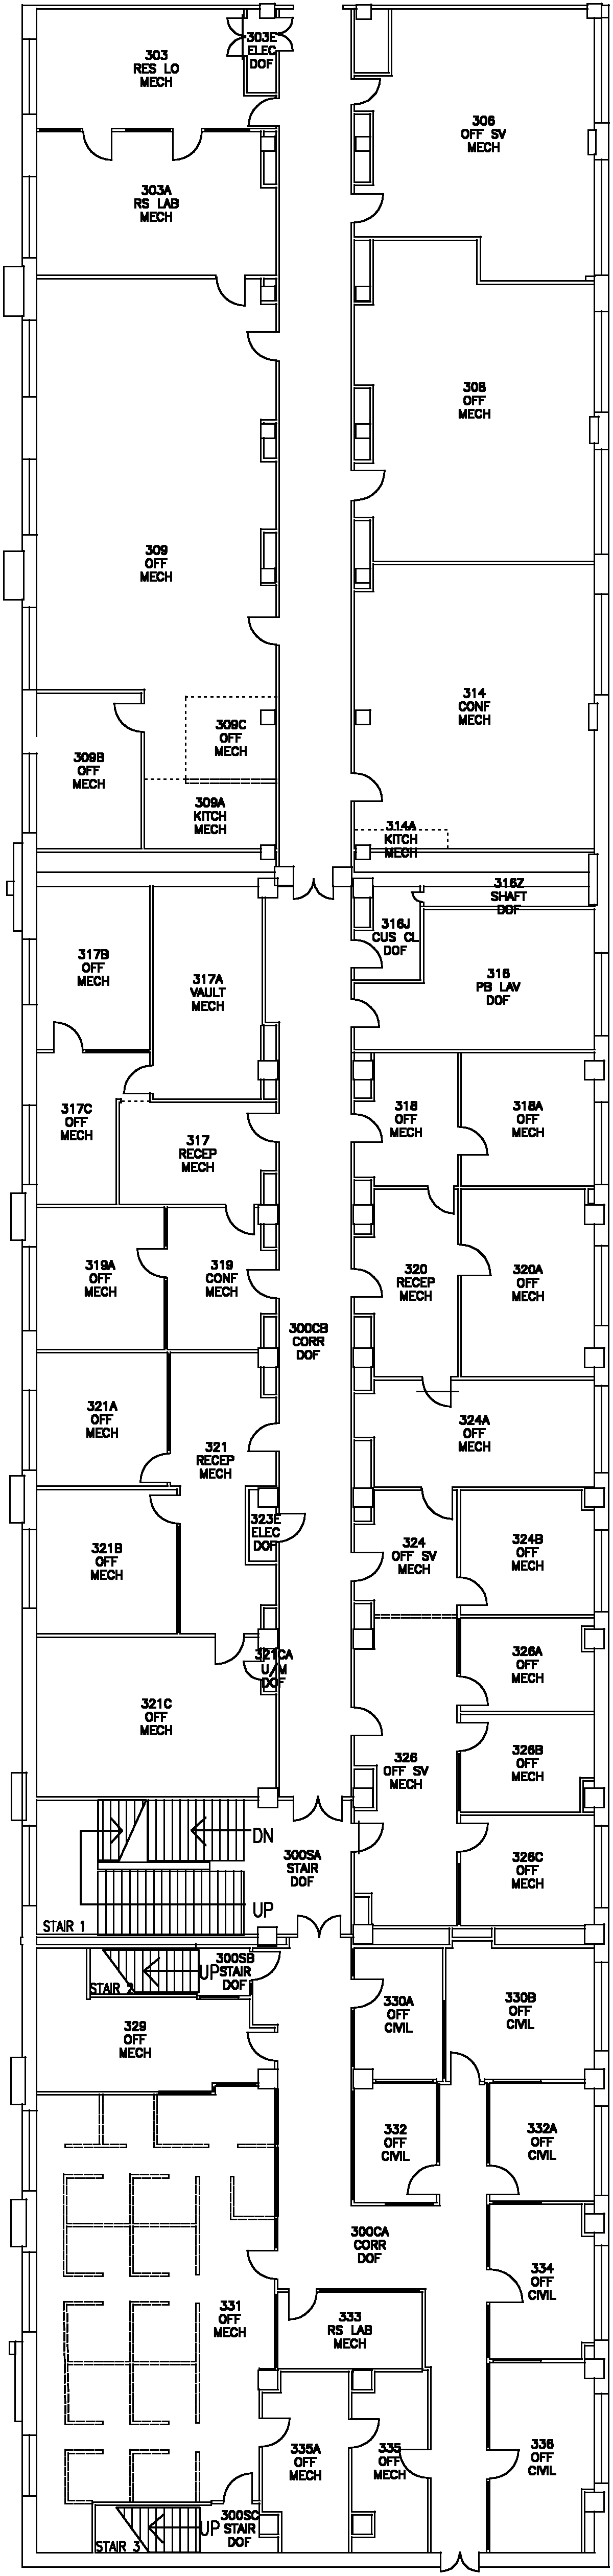 303E
ELEC
DOF
303
RES LO
MECH
306
OFF SV
MECH
303A
RS LAB
MECH
308
OFF
MECH
309
OFF
MECH
314
CONF
MECH
309C
OFF
MECH
309B
OFF
MECH
309A
KITCH
MECH
314A
KITCH
MECH
316Z
SHAFT
DOF
316J
CUS CL
DOF
317B
OFF
MECH
317A
VAULT
MECH
316
PB LAV
DOF
317C
OFF
MECH
318
OFF
MECH
318A
OFF
MECH
317
RECEP
MECH
319A
OFF
MECH
319
CONF
MECH
320
RECEP
MECH
320A
OFF
MECH
300CB
CORR
DOF
321A
OFF
MECH
324A
OFF
MECH
321
RECEP
MECH
323E
ELEC
DOF
321B
OFF
MECH
324
OFF SV
MECH
324B
OFF
MECH
321CA
U/M
DOF
326A
OFF
MECH
321C
OFF
MECH
326
OFF SV
MECH
326B
OFF
MECH
DN
300SA
STAIR
DOF
326C
OFF
MECH
UP
STAIR 1
300SB
STAIR
DOF
UP
STAIR 2
330A
OFF
CIVIL
330B
OFF
CIVIL
329
OFF
MECH
332
OFF
CIVIL
332A
OFF
CIVIL
300CA
CORR
DOF
334
OFF
CIVIL
331
OFF
MECH
333
RS LAB
MECH
335A
OFF
MECH
335
OFF
MECH
336
OFF
CIVIL
300SC
STAIR
DOF
UP
STAIR 3